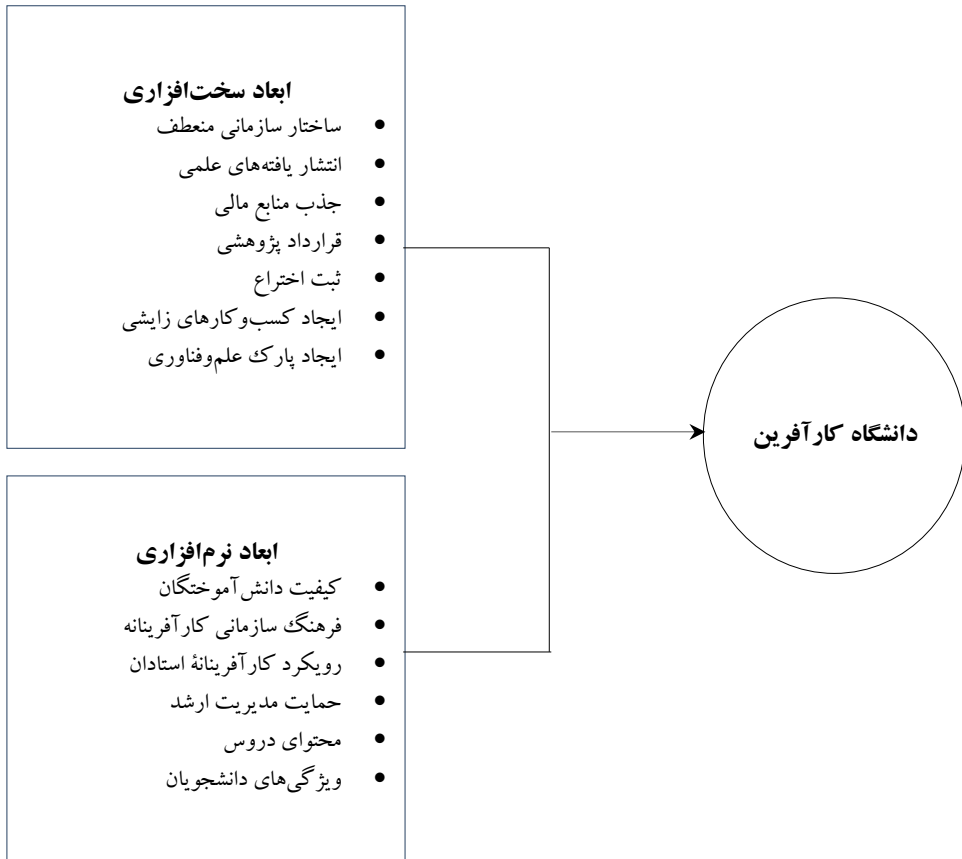 ابعاد سخت‌افزاری
• ساختار سازمانی منعطف
• انتشار یافته‌های علمی
• جذب منابع مالی
• قرارداد پژوهشی
• ثبت اختراع
• ایجاد کسب‌وکارهای زایشی
• ایجاد پارک علم‌وفناوری
دانشگاه کارآفرین
ابعاد نرم‌افزاری
• کیفیت دانش‌آموختگان
• فرهنگ سازمانی کارآفرینانه
• رویکرد کارآفرینانهٔ استادان
• حمایت مدیریت ارشد
• محتوای دروس
• ویژگی‌های دانشجویان